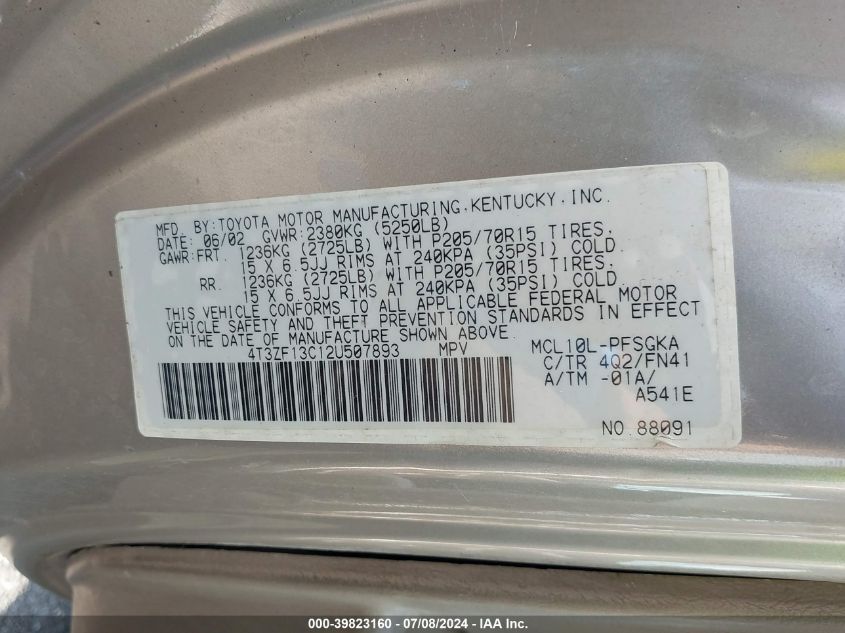 MFD. BY:TOYOTA MOTOR MANUFACTURING.KENTUCKY.INC.
DATE: 06/02 GVWR:2380KG (5250LB)
GAWR:FRT. 1236KG (2725LB) WITH P205/70R15 TIRES.
15 X 6.5JJ RIMS AT 240KPA (35PSI) COLD.
RR. 1236KG (2725LB) WITH P205/70R15 TIRES.
15 X 6.5JJ RIMS AT 240KPA (35PSI) COLD
THIS VEHICLE CONFORMS TO ALL APPLICABLE FEDERAL MOTOR
VEHICLE SAFETY AND THEFT PREVENTION STANDARDS IN EFFECT
ON THE DATE OF MANUFACTURE SHOWN ABOVE.
4T3ZF13C12U507893 MPV MCL10L-PFSGKA
C/TR 4Q2/FN41
A/TM -01A/
A541E
NO.88091
000-39823160 - 07/08/2024 - IAA Inc.